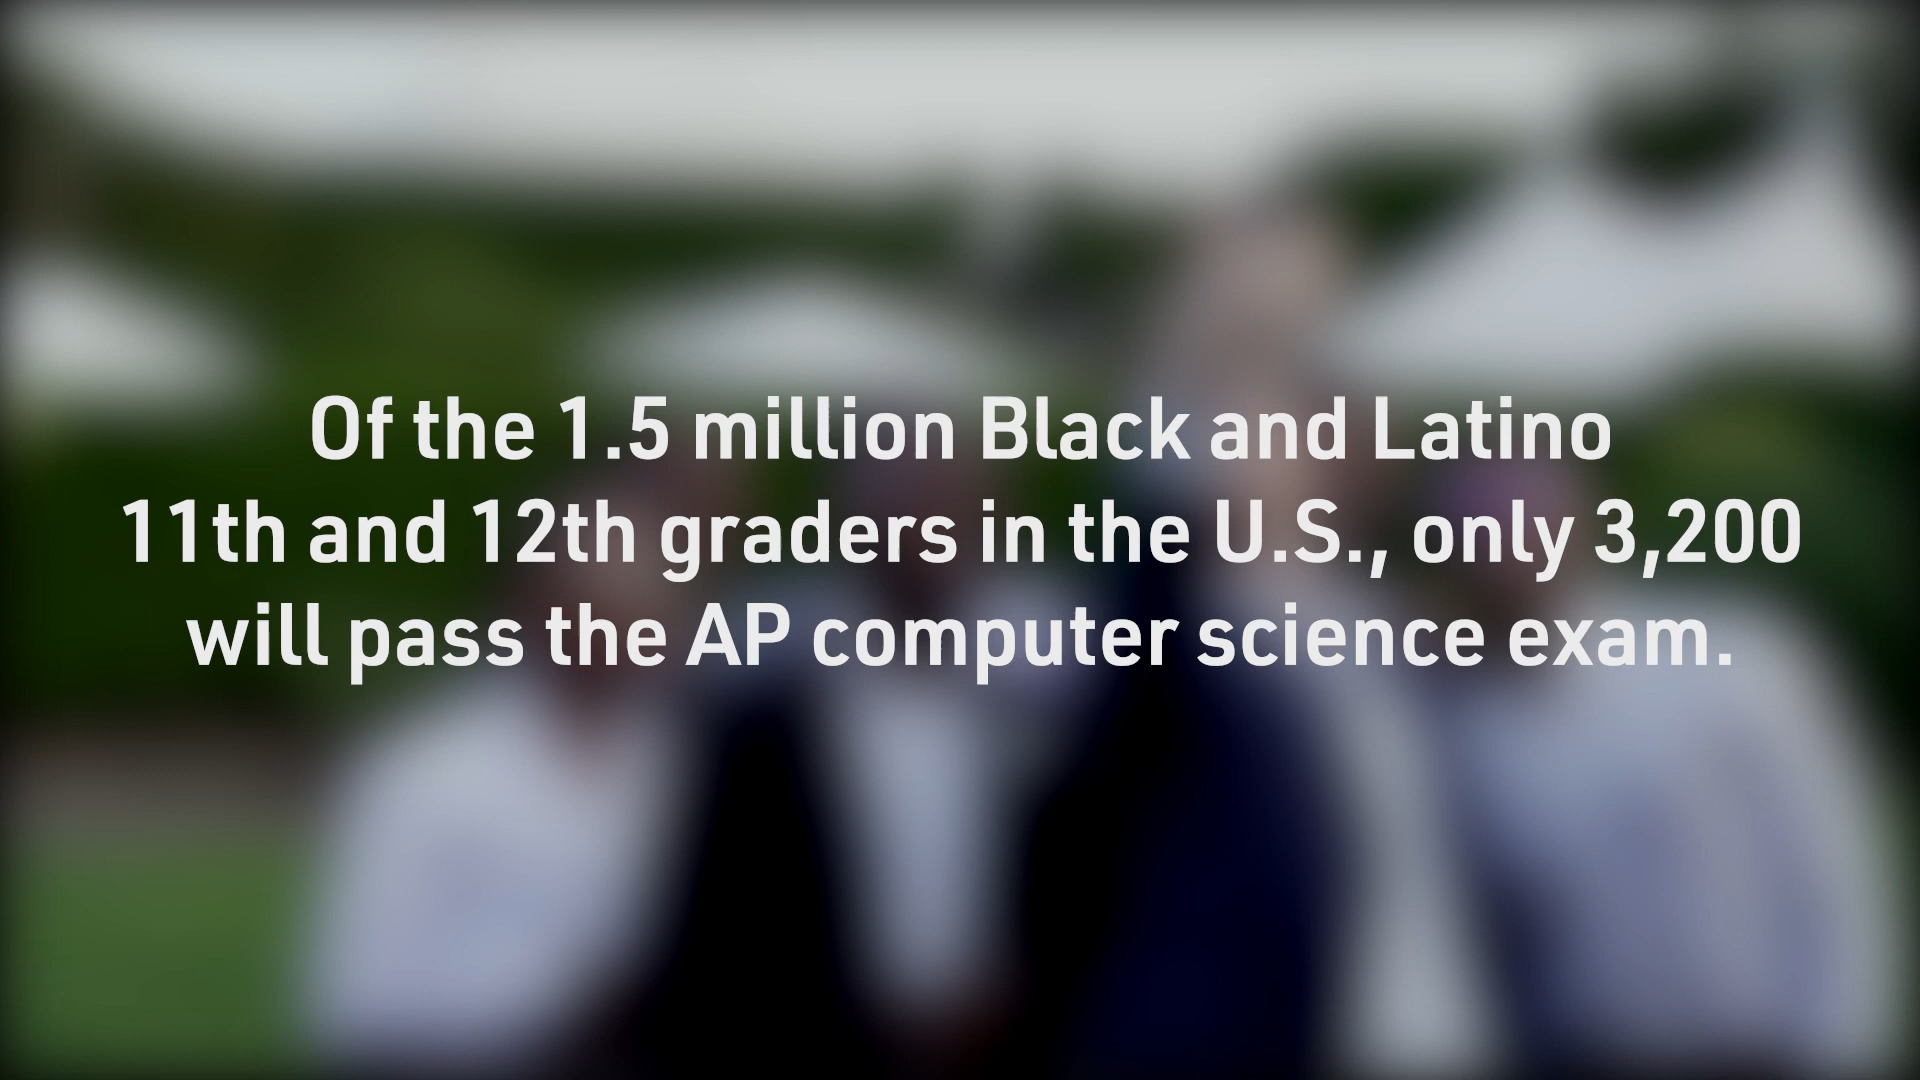 Of the 1.5 million Black and Latino
11th and 12th graders in the U.S., only 3,200
will pass the AP computer science exam.